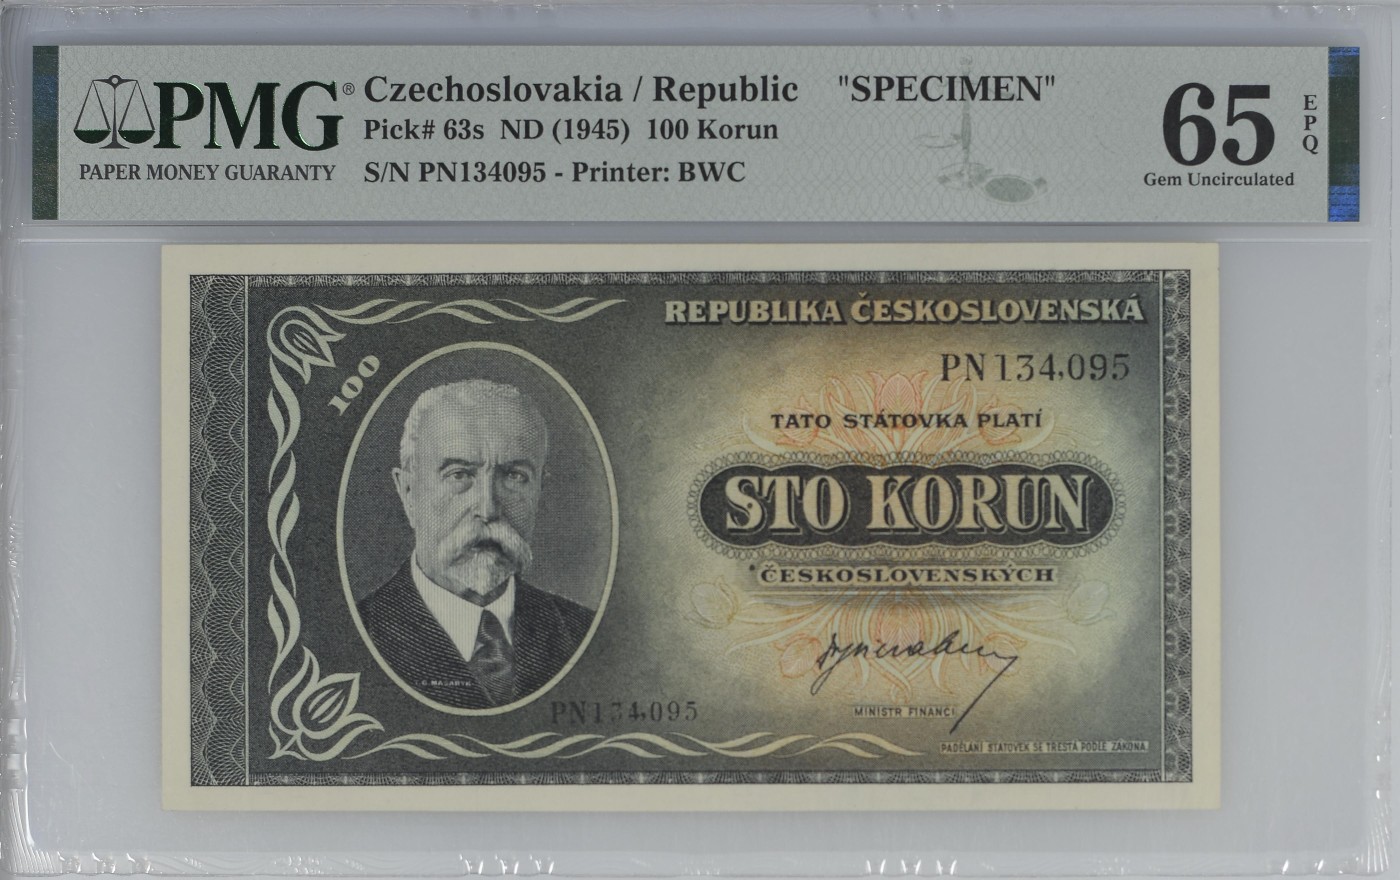 PMG®
PAPER MONEY GUARANTY
Czechoslovakia / Republic "SPECIMEN"
Pick# 63s ND (1945) 100 Korun
S/N PN134095 - Printer: BWC
65
EPQ
Gem Uncirculated
REPUBLIKA ČESKOSLOVENSKÁ
100
PN134,095
TATO STÁTOVKA PLATÍ
STO KORUN
ČESKOSLOVENSKÝCH
T. G. MASARYK
PN134,095
MINISTR FINANCÍ
PADĚLÁNÍ STATOVEK SE TRESTÁ PODLE ZÁKONA